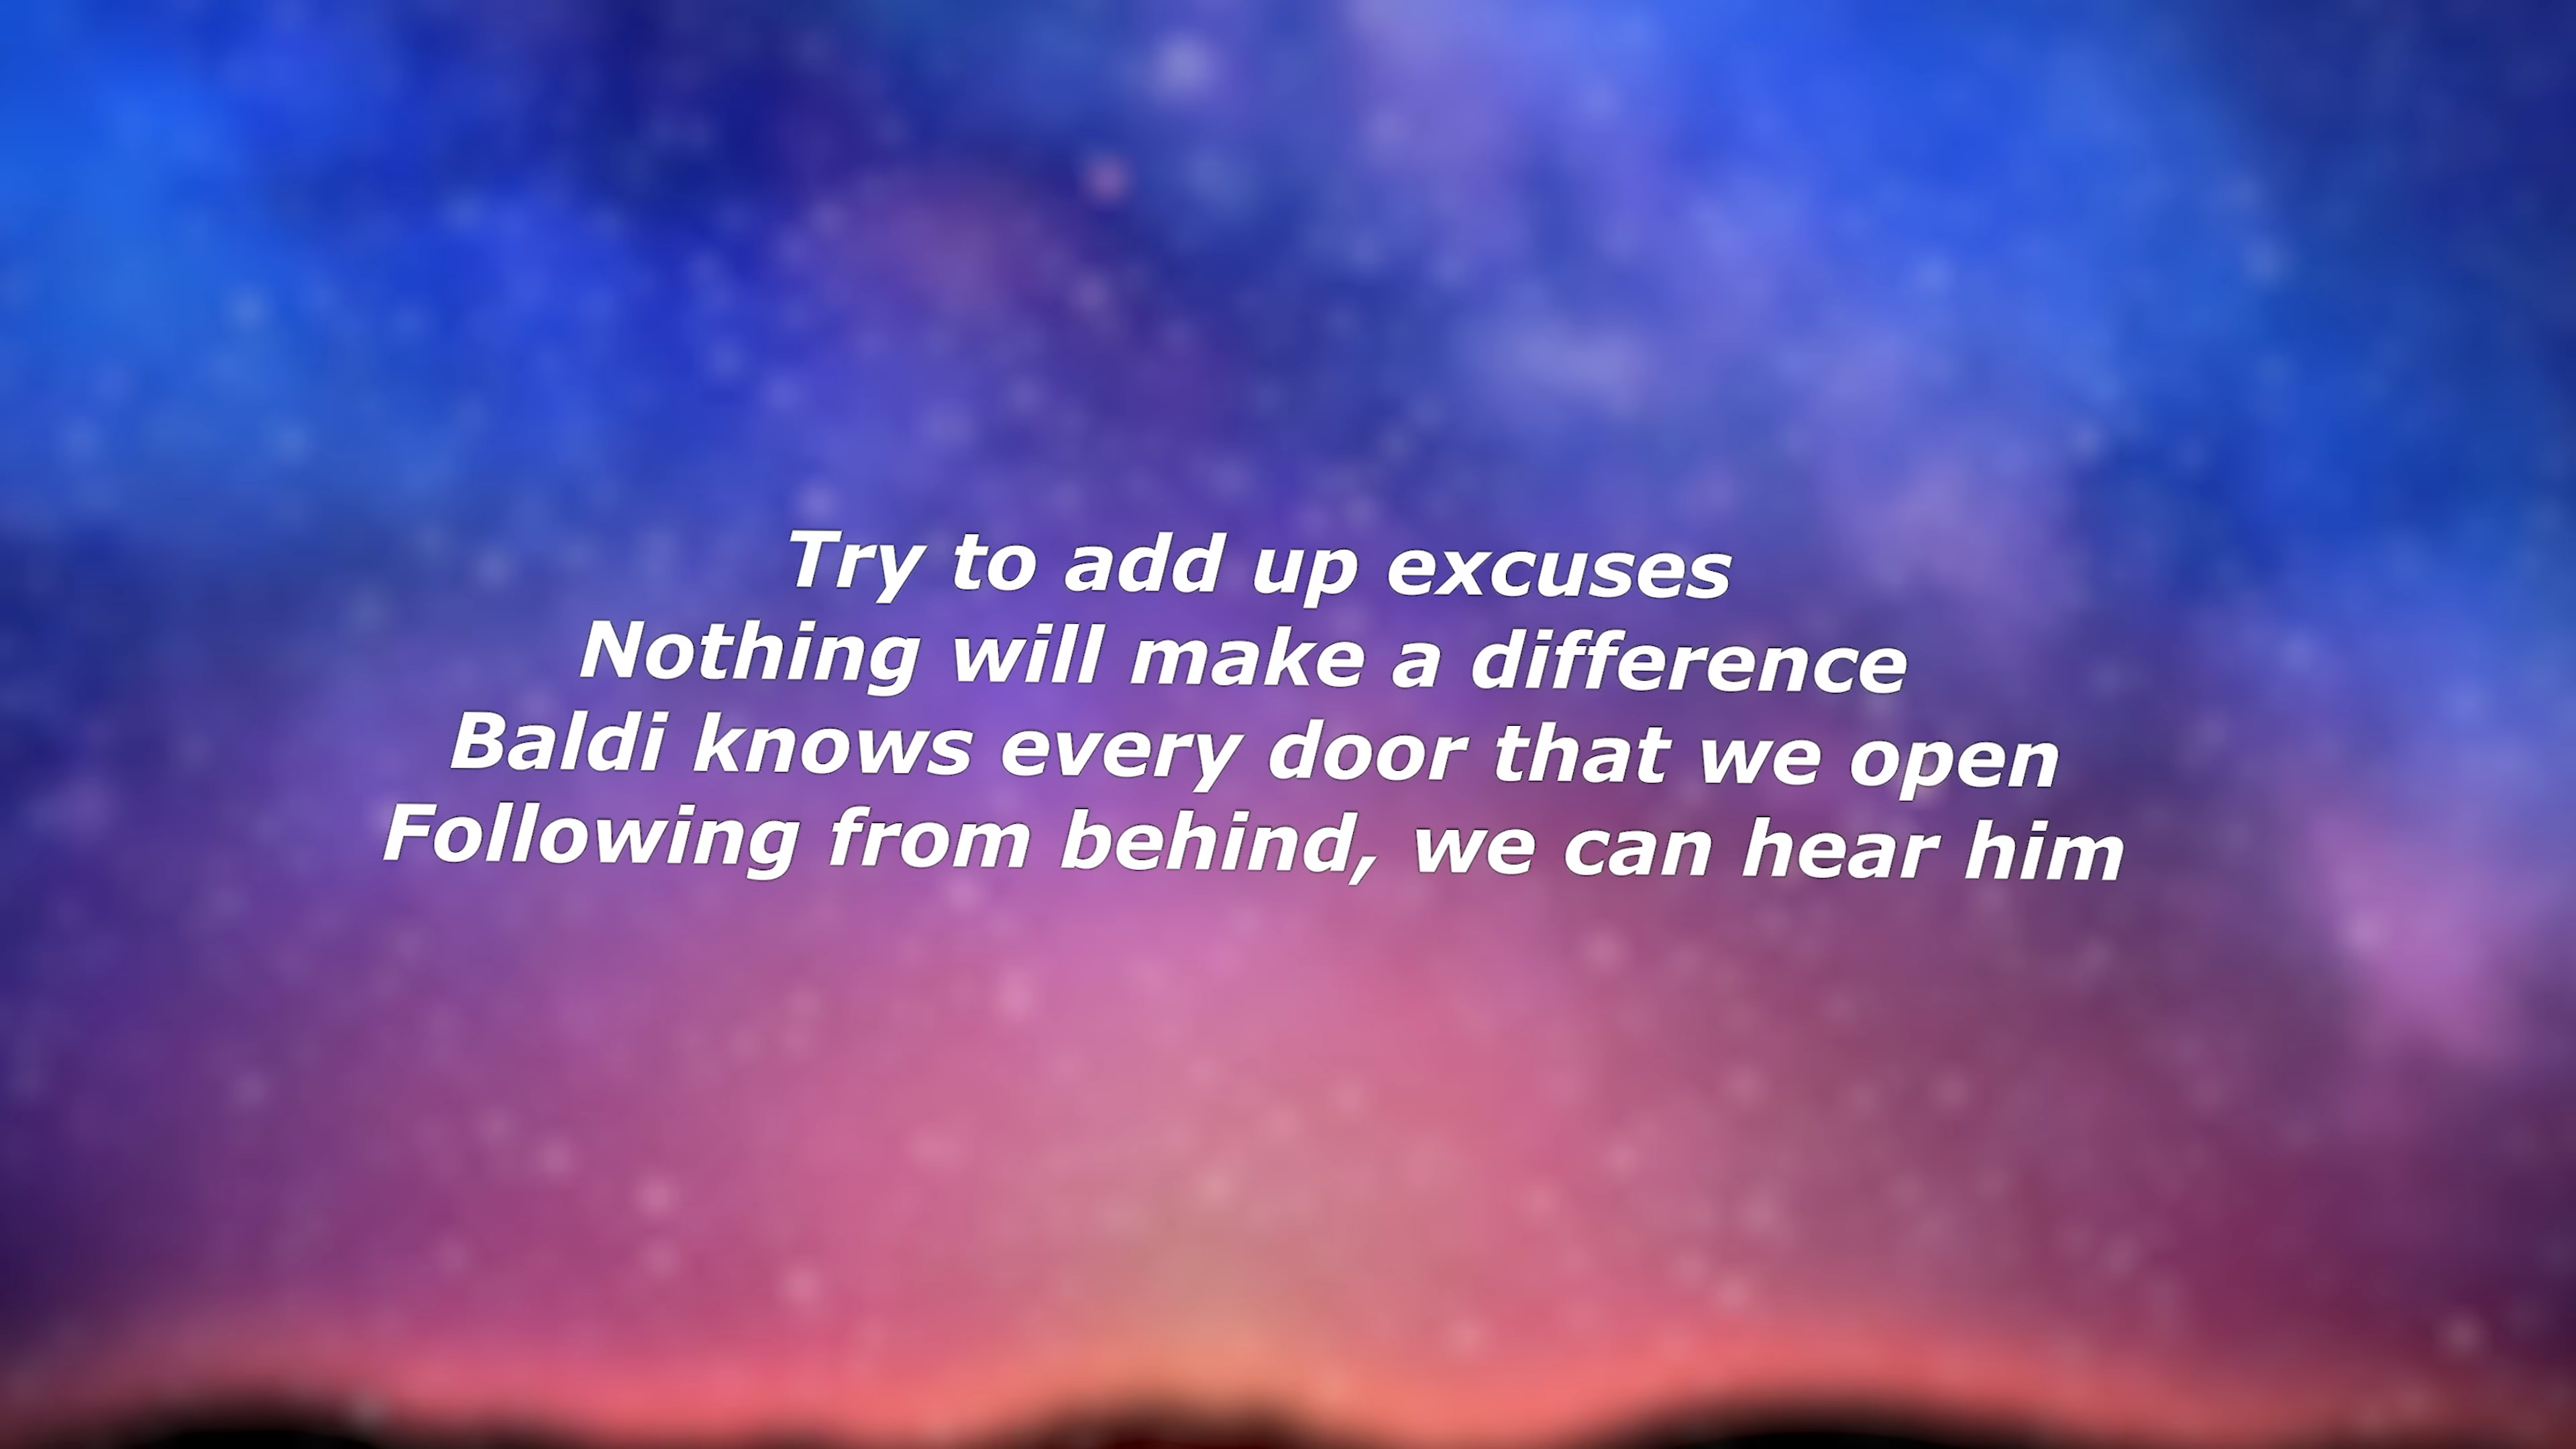 Try to add up excuses
Nothing will make a difference
Baldi knows every door that we open
Following from behind, we can hear him